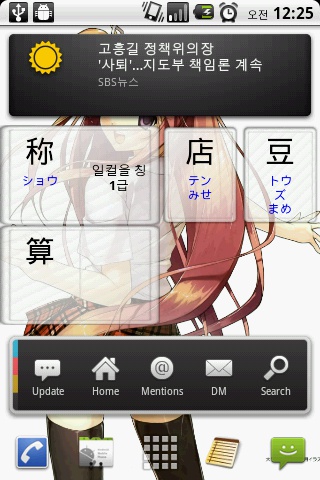 오전 12:25
고흥길 정책위의장
'사퇴'...지도부 책임론 계속
SBS뉴스
称
ショウ
일컬을 칭
1급
店
テン
みせ
豆
トウ
ズ
まめ
算
Update
Home
Mentions
DM
Search